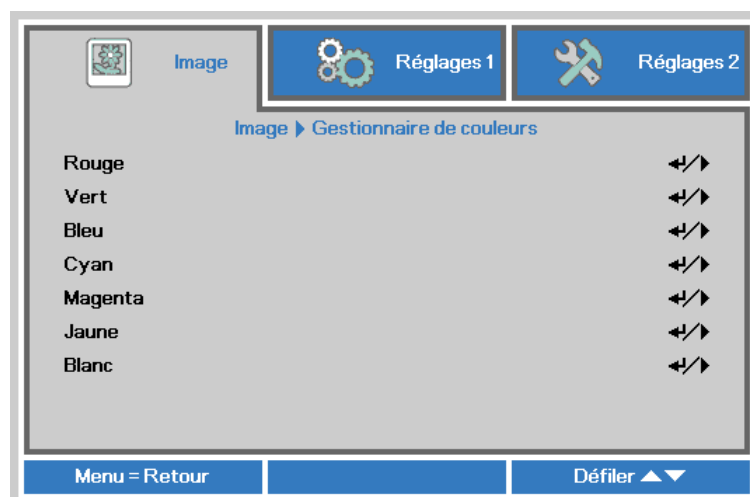 Image Réglages 1 Réglages 2
Image ▶ Gestionnaire de couleurs
Rouge ↵/▶
Vert ↵/▶
Bleu ↵/▶
Cyan ↵/▶
Magenta ↵/▶
Jaune ↵/▶
Blanc ↵/▶
Menu = Retour Défiler ▲▼